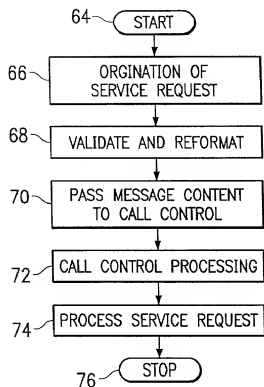 64 START
66 ORGINATION OF
SERVICE REQUEST
68 VALIDATE AND REFORMAT
70 PASS MESSAGE CONTENT
TO CALL CONTROL
72 CALL CONTROL PROCESSING
74 PROCESS SERVICE REQUEST
76 STOP